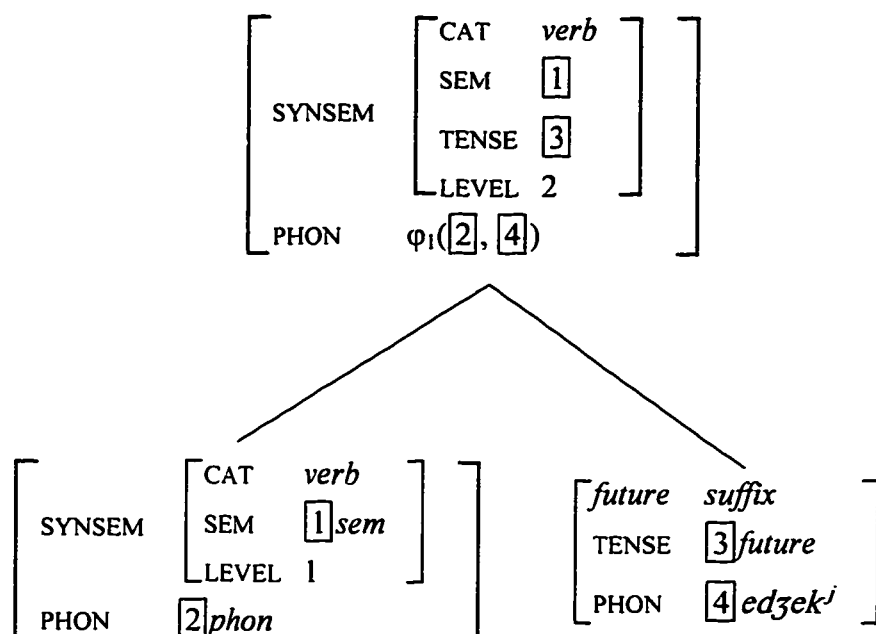 CAT verb
SEM [1]
SYNSEM
TENSE [3]
LEVEL 2
PHON φ₁([2], [4])
CAT verb
SYNSEM SEM [1] sem
LEVEL 1
PHON [2] phon
future suffix
TENSE [3] future
PHON [4] edʒekʲ